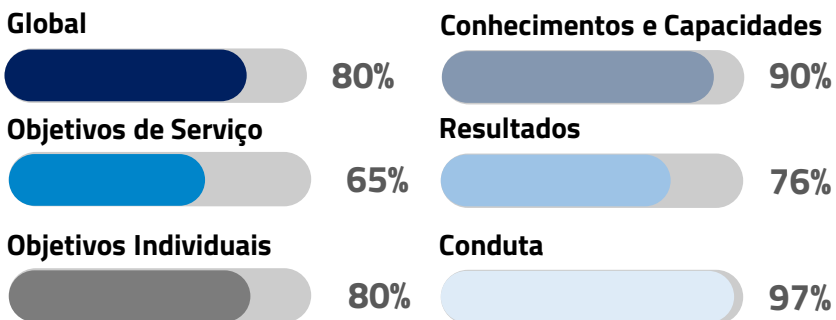 Global
80%
Objetivos de Serviço
65%
Objetivos Individuais
80%
Conhecimentos e Capacidades
90%
Resultados
76%
Conduta
97%